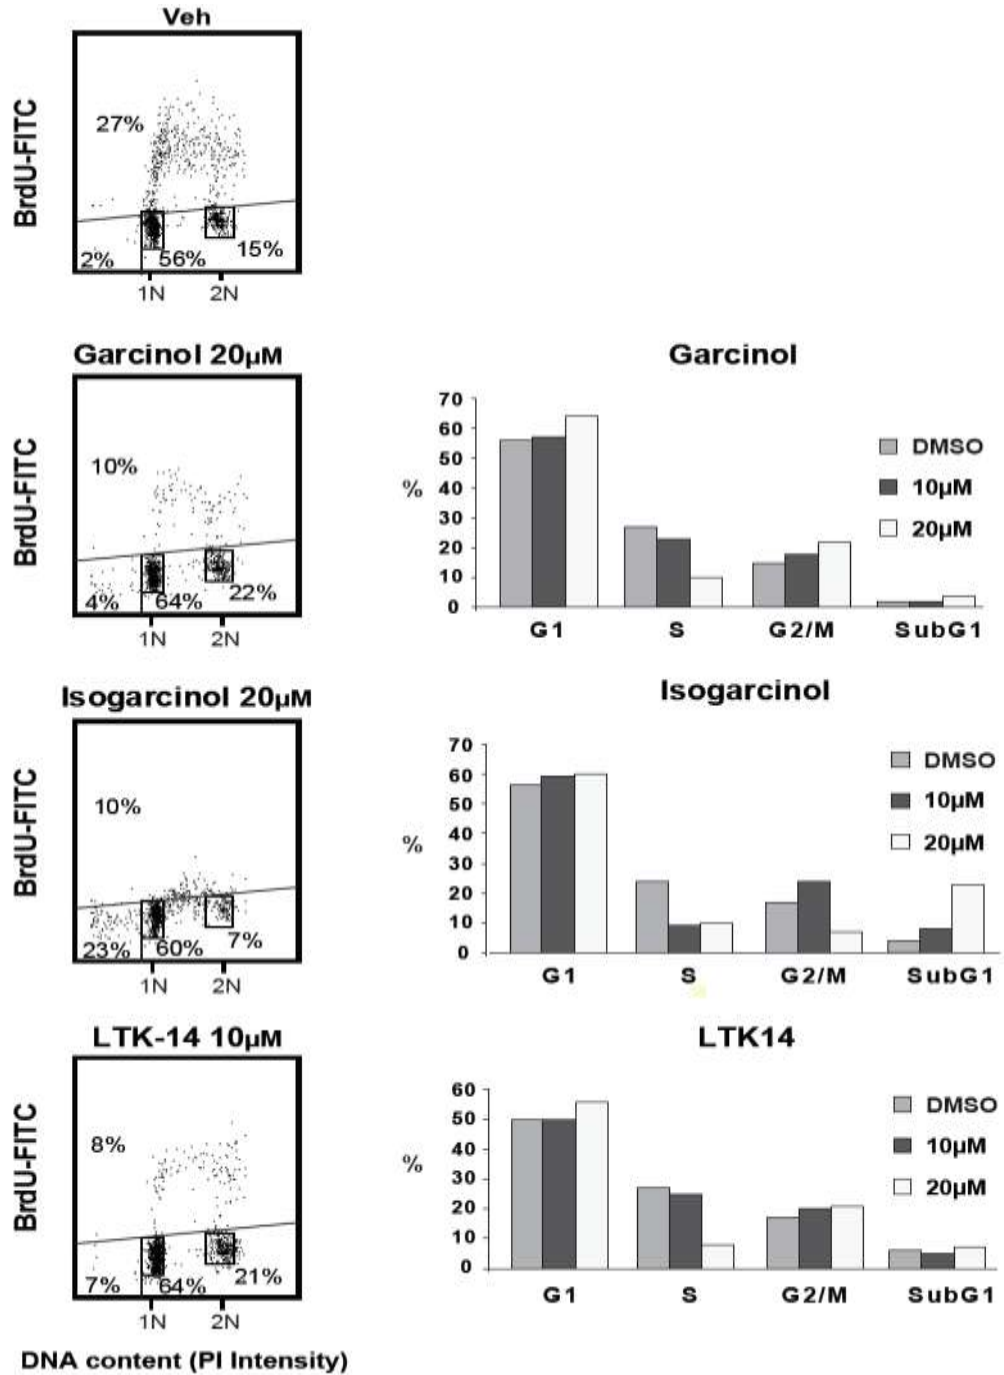 Veh
BrdU-FITC
27%
2%
56%
15%
1N 2N
Garcinol 20µM
BrdU-FITC
10%
4%
64%
22%
1N 2N
Garcinol
70
60
50
40
30
20
10
0
%
G1 S G2/M SubG1
DMSO
10µM
20µM
Isogarcinol 20µM
BrdU-FITC
10%
23%
60%
7%
1N 2N
Isogarcinol
70
60
50
40
30
20
10
0
%
G1 S G2/M SubG1
DMSO
10µM
20µM
LTK-14 10µM
BrdU-FITC
8%
7%
64%
21%
1N 2N
DNA content (PI Intensity)
LTK14
60
50
40
30
20
10
0
%
G1 S G2/M SubG1
DMSO
10µM
20µM